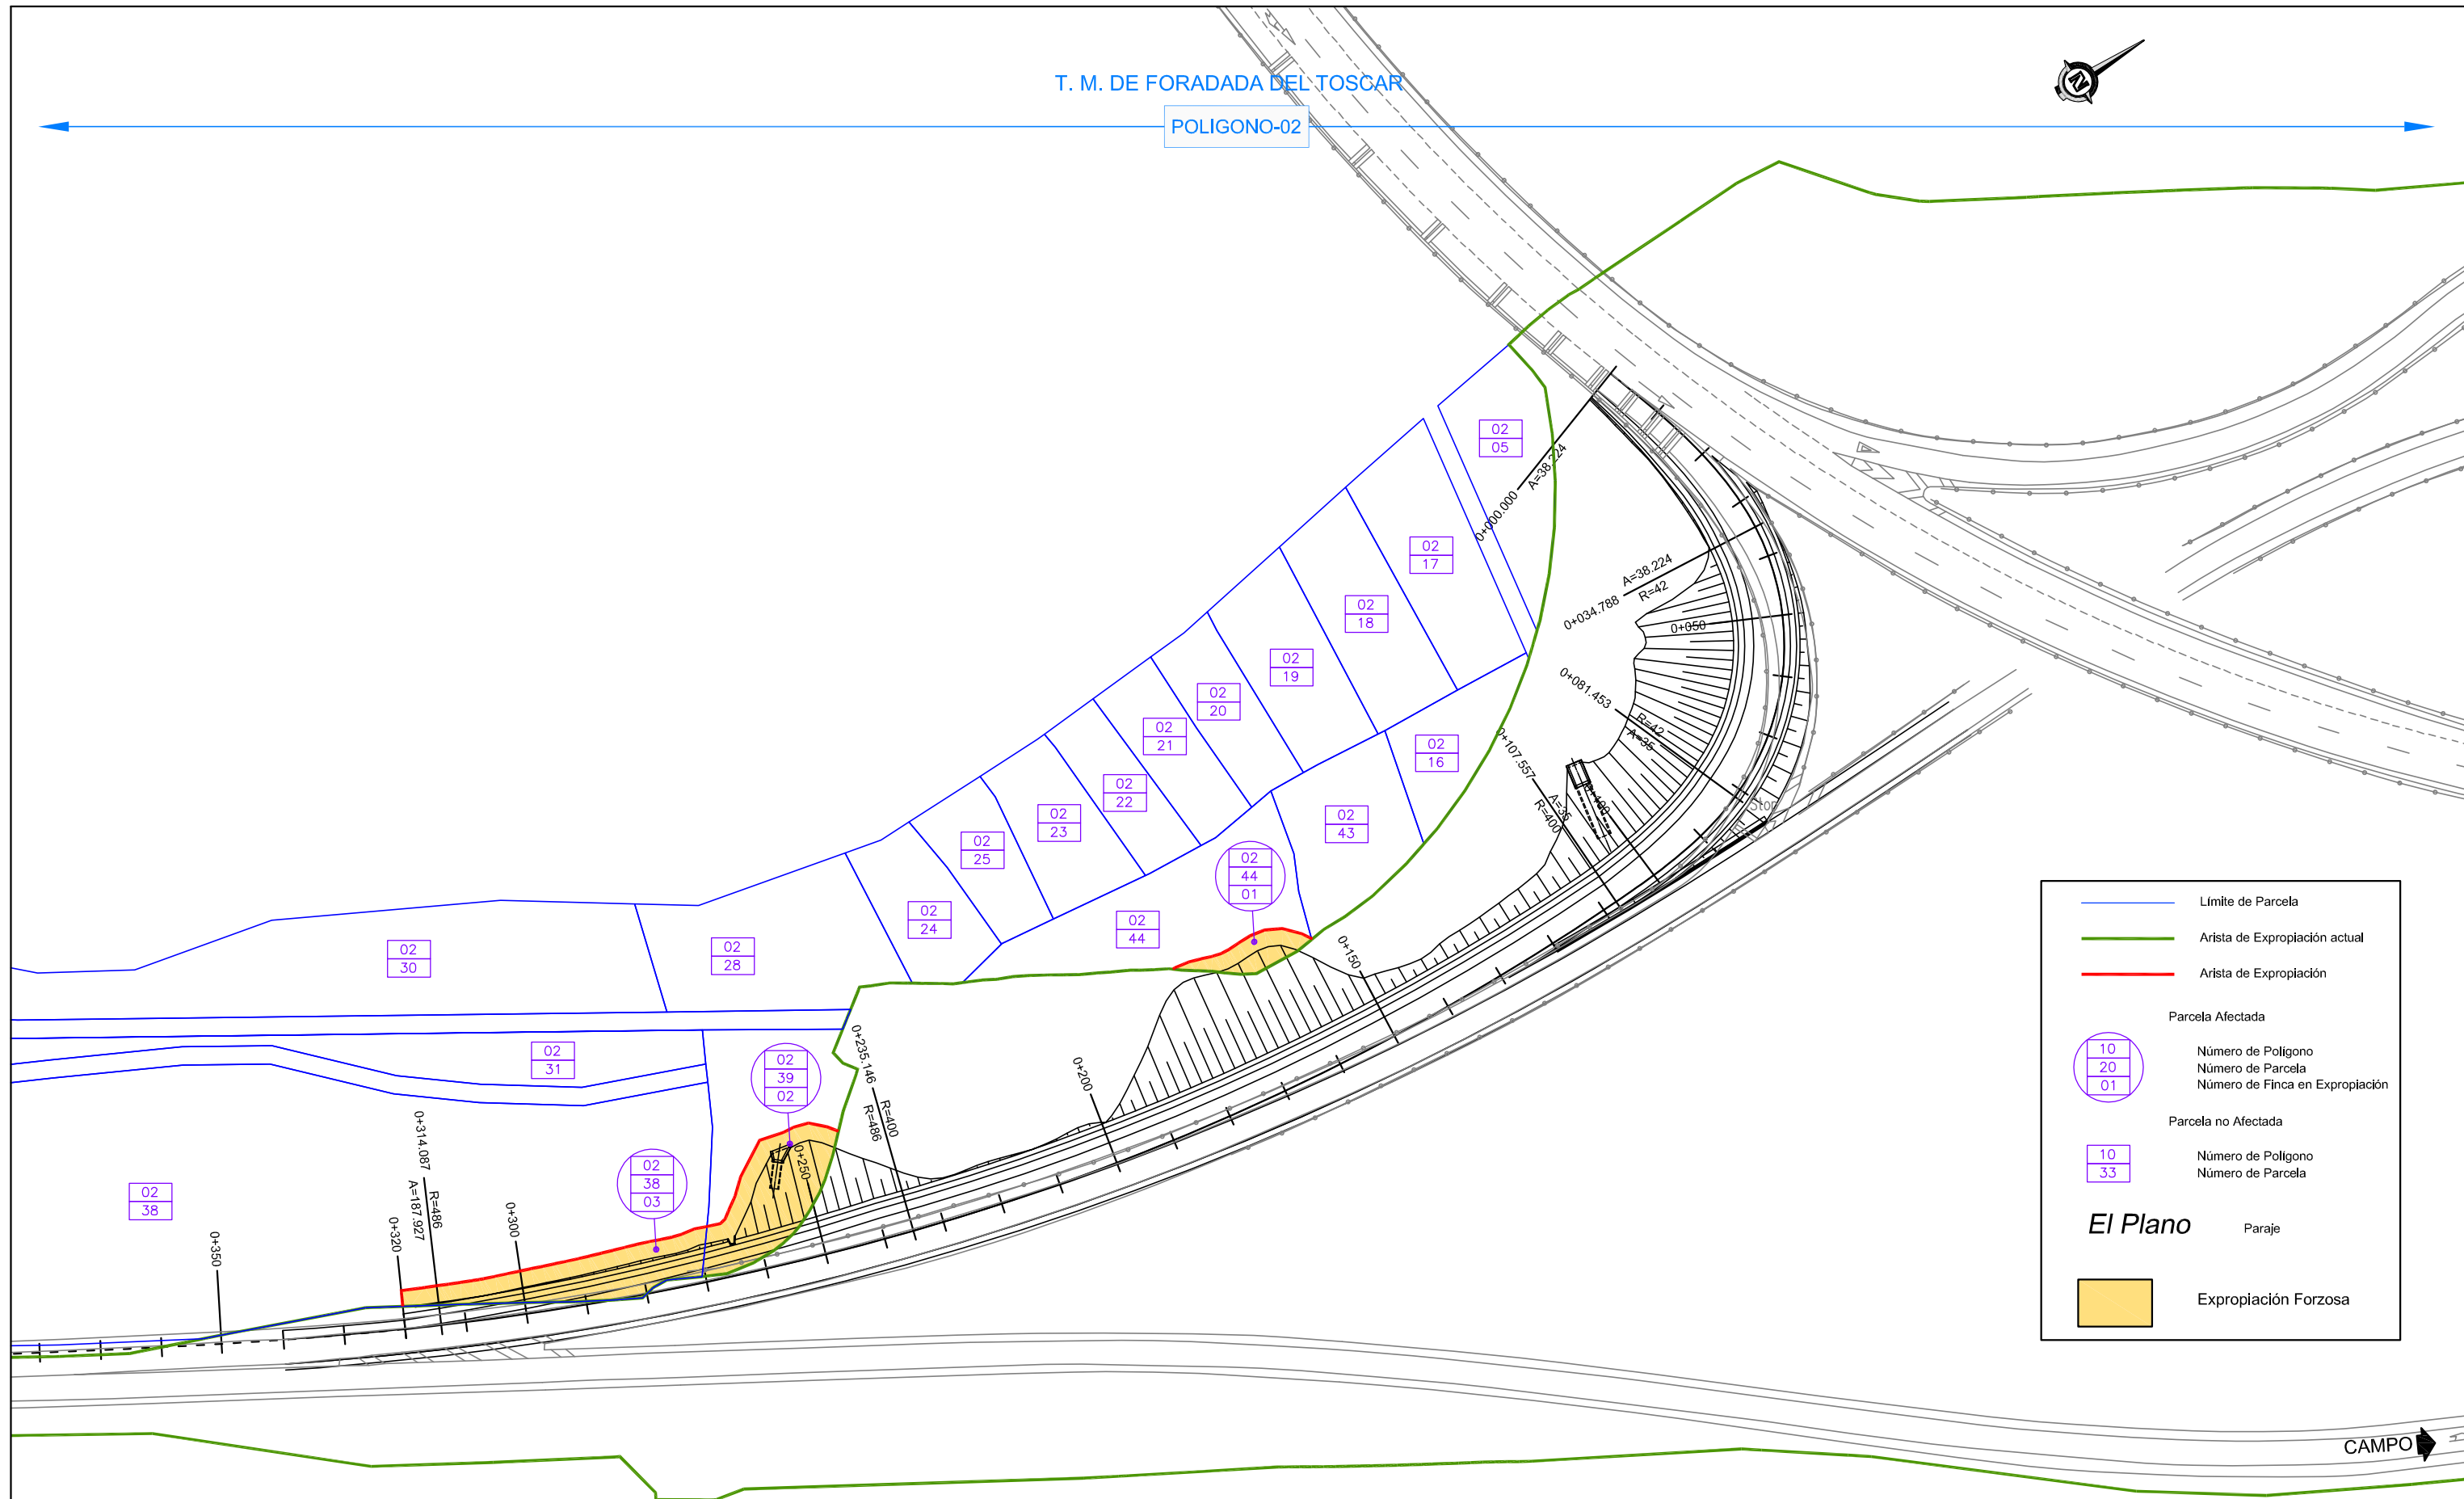 T. M. DE FORADADA DEL TOSCAR
POLIGONO-02
N
02
05
0+000.000
A=38.224
02
17
A=38.224
0+034.788
R=42
02
18
0+050
02
19
0+081.453
R=42
A=35
02
20
02
21
02
16
0+107.557
A=35
R=400
0+100
Stop
02
22
02
43
02
23
02
25
02
44
01
02
24
02
44
0+150
02
28
02
30
02
31
02
39
02
0+235.146
R=400
R=486
0+200
0+250
02
38
03
02
38
0+314.087
R=486
A=187.927
0+300
0+320
0+350
Límite de Parcela
Arista de Expropiación actual
Arista de Expropiación
Parcela Afectada
10
20
01
Número de Polígono
Número de Parcela
Número de Finca en Expropiación
Parcela no Afectada
10
33
Número de Polígono
Número de Parcela
El Plano
Paraje
Expropiación Forzosa
CAMPO